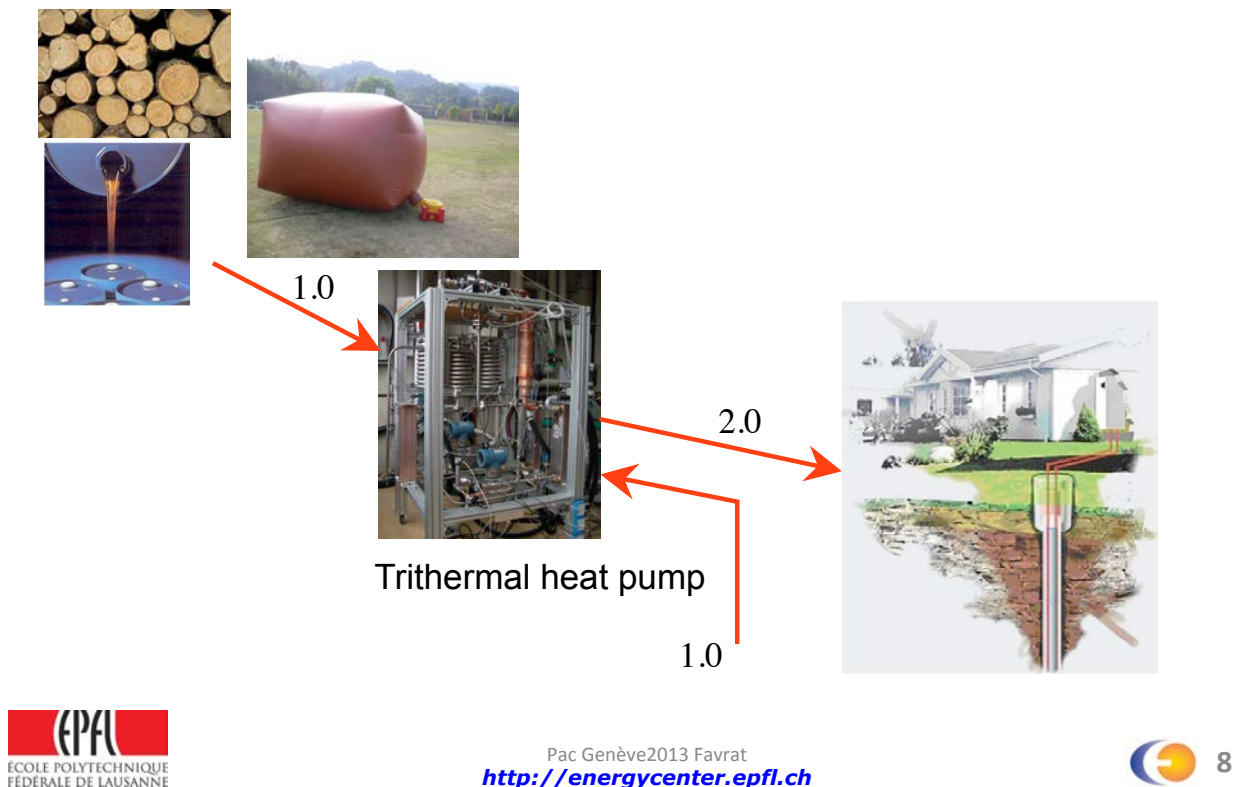 1.0
2.0
Trithermal heat pump
1.0
EPFL
ÉCOLE POLYTECHNIQUE
FÉDÉRALE DE LAUSANNE
Pac Genève2013 Favrat
http://energycenter.epfl.ch
8